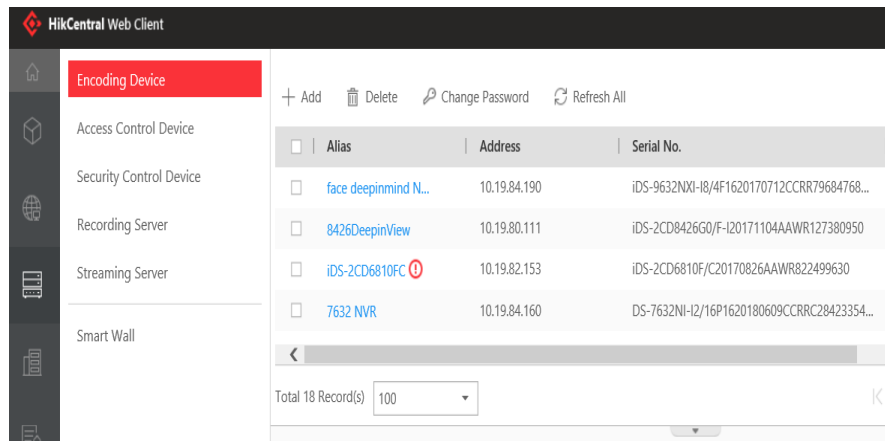 HikCentral Web Client
Encoding Device
Access Control Device
Security Control Device
Recording Server
Streaming Server
Smart Wall
Add Delete Change Password Refresh All
Alias Address Serial No.
face deepinmind N... 10.19.84.190 iDS-9632NXI-I8/4F1620170712CCRR79684768...
8426DeepinView 10.19.80.111 iDS-2CD8426G0/F-I20171104AAWR127380950
iDS-2CD6810FC 10.19.82.153 iDS-2CD6810F/C20170826AAWR822499630
7632 NVR 10.19.84.160 DS-7632NI-I2/16P1620180609CCRRC28423354...
Total 18 Record(s) 100